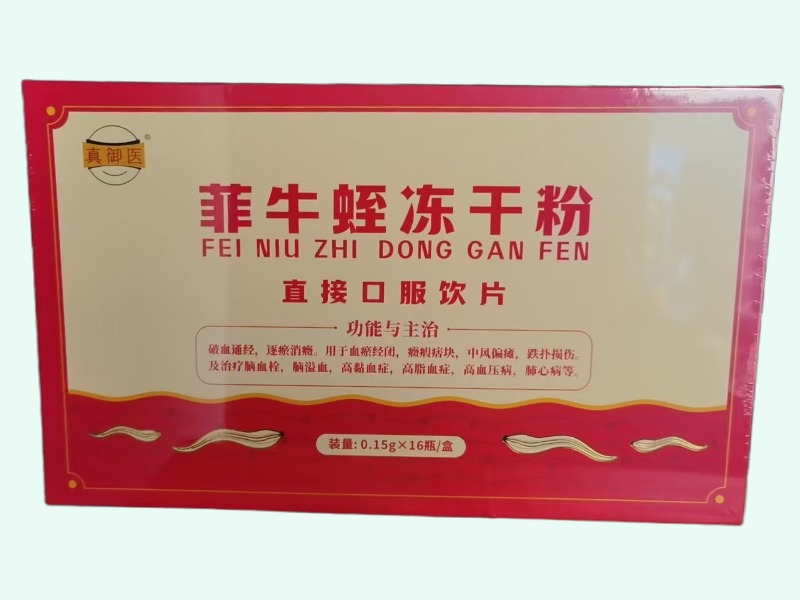 真御医®
菲牛蛭冻干粉
FEI NIU ZHI DONG GAN FEN
直接口服饮片
功能与主治
破血通经，逐瘀消癥。用于血瘀经闭，癥瘕痞块，中风偏瘫，跌扑损伤。
及治疗脑血栓，脑溢血，高黏血症，高脂血症，高血压病，肺心病等。
装量: 0.15g×16瓶/盒